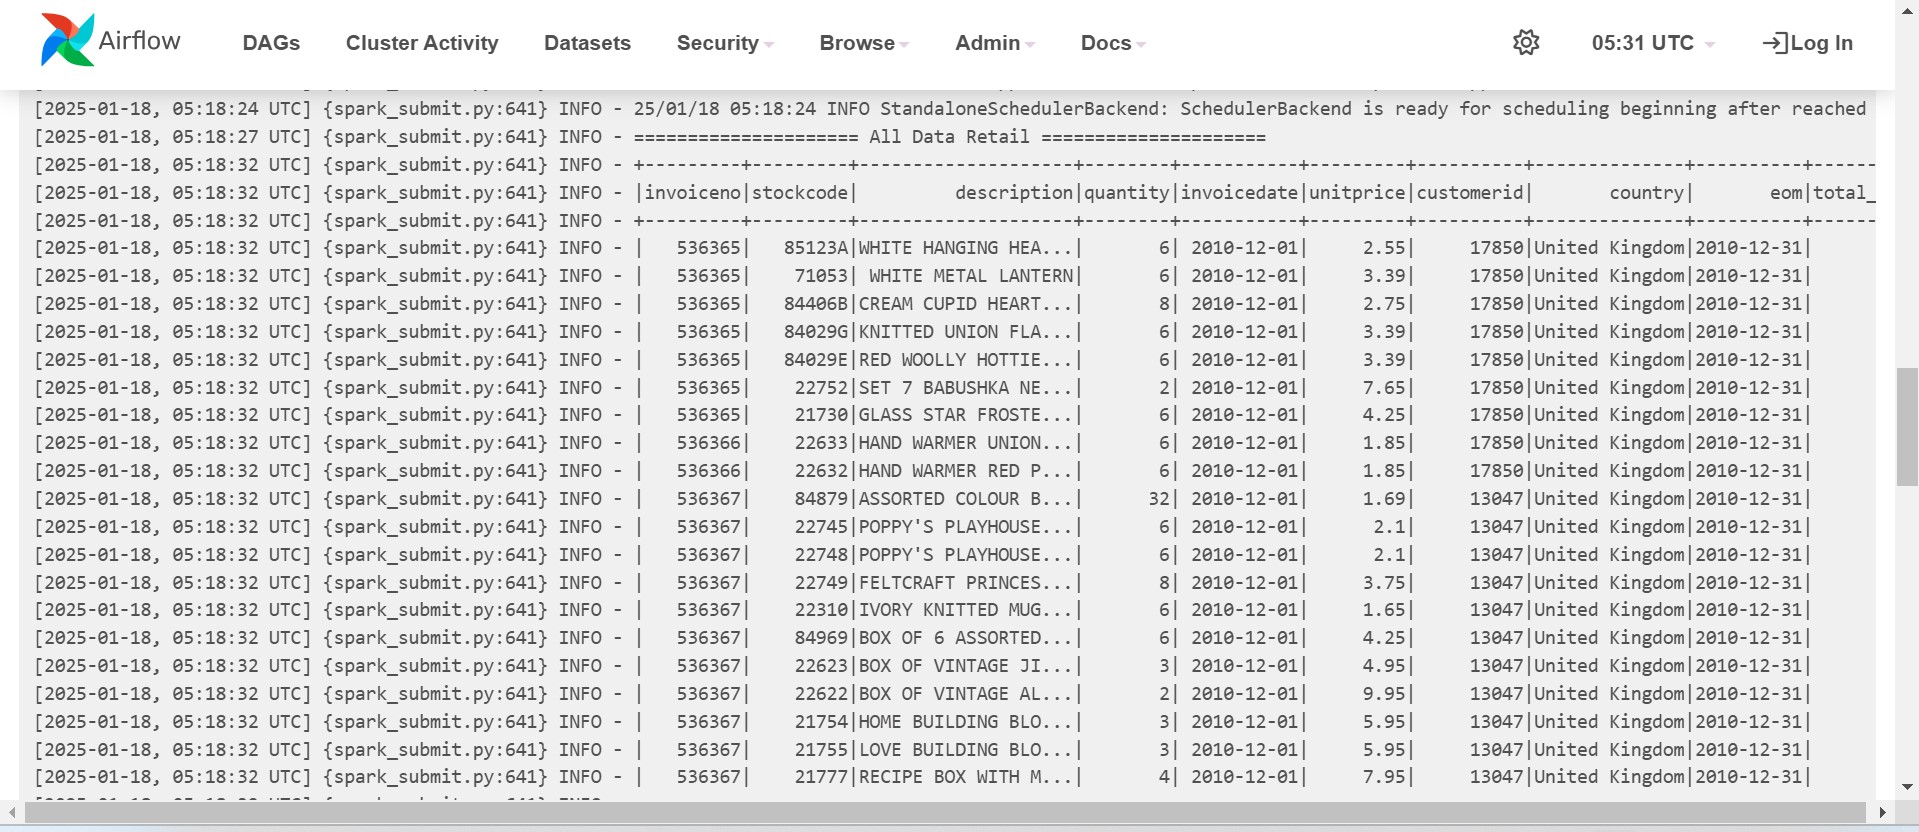 Airflow DAGs Cluster Activity Datasets Security Browse Admin Docs 05:31 UTC Log In
[2025-01-18, 05:18:24 UTC] {spark_submit.py:641} INFO - 25/01/18 05:18:24 INFO StandaloneSchedulerBackend: SchedulerBackend is ready for scheduling beginning after reached
[2025-01-18, 05:18:27 UTC] {spark_submit.py:641} INFO - ===================== All Data Retail =====================
[2025-01-18, 05:18:32 UTC] {spark_submit.py:641} INFO - +---------+---------+--------------------+--------+-----------+---------+----------+--------------+----------+------
[2025-01-18, 05:18:32 UTC] {spark_submit.py:641} INFO - |invoiceno|stockcode|         description|quantity|invoicedate|unitprice|customerid|       country|       eom|total_
[2025-01-18, 05:18:32 UTC] {spark_submit.py:641} INFO - +---------+---------+--------------------+--------+-----------+---------+----------+--------------+----------+------
[2025-01-18, 05:18:32 UTC] {spark_submit.py:641} INFO - |   536365|   85123A|WHITE HANGING HEA...|       6| 2010-12-01|     2.55|     17850|United Kingdom|2010-12-31|
[2025-01-18, 05:18:32 UTC] {spark_submit.py:641} INFO - |   536365|    71053| WHITE METAL LANTERN|       6| 2010-12-01|     3.39|     17850|United Kingdom|2010-12-31|
[2025-01-18, 05:18:32 UTC] {spark_submit.py:641} INFO - |   536365|   84406B|CREAM CUPID HEART...|       8| 2010-12-01|     2.75|     17850|United Kingdom|2010-12-31|
[2025-01-18, 05:18:32 UTC] {spark_submit.py:641} INFO - |   536365|   84029G|KNITTED UNION FLA...|       6| 2010-12-01|     3.39|     17850|United Kingdom|2010-12-31|
[2025-01-18, 05:18:32 UTC] {spark_submit.py:641} INFO - |   536365|   84029E|RED WOOLLY HOTTIE...|       6| 2010-12-01|     3.39|     17850|United Kingdom|2010-12-31|
[2025-01-18, 05:18:32 UTC] {spark_submit.py:641} INFO - |   536365|    22752|SET 7 BABUSHKA NE...|       2| 2010-12-01|     7.65|     17850|United Kingdom|2010-12-31|
[2025-01-18, 05:18:32 UTC] {spark_submit.py:641} INFO - |   536365|    21730|GLASS STAR FROSTE...|       6| 2010-12-01|     4.25|     17850|United Kingdom|2010-12-31|
[2025-01-18, 05:18:32 UTC] {spark_submit.py:641} INFO - |   536366|    22633|HAND WARMER UNION...|       6| 2010-12-01|     1.85|     17850|United Kingdom|2010-12-31|
[2025-01-18, 05:18:32 UTC] {spark_submit.py:641} INFO - |   536366|    22632|HAND WARMER RED P...|       6| 2010-12-01|     1.85|     17850|United Kingdom|2010-12-31|
[2025-01-18, 05:18:32 UTC] {spark_submit.py:641} INFO - |   536367|    84879|ASSORTED COLOUR B...|      32| 2010-12-01|     1.69|     13047|United Kingdom|2010-12-31|
[2025-01-18, 05:18:32 UTC] {spark_submit.py:641} INFO - |   536367|    22745|POPPY'S PLAYHOUSE...|       6| 2010-12-01|      2.1|     13047|United Kingdom|2010-12-31|
[2025-01-18, 05:18:32 UTC] {spark_submit.py:641} INFO - |   536367|    22748|POPPY'S PLAYHOUSE...|       6| 2010-12-01|      2.1|     13047|United Kingdom|2010-12-31|
[2025-01-18, 05:18:32 UTC] {spark_submit.py:641} INFO - |   536367|    22749|FELTCRAFT PRINCES...|       8| 2010-12-01|     3.75|     13047|United Kingdom|2010-12-31|
[2025-01-18, 05:18:32 UTC] {spark_submit.py:641} INFO - |   536367|    22310|IVORY KNITTED MUG...|       6| 2010-12-01|     1.65|     13047|United Kingdom|2010-12-31|
[2025-01-18, 05:18:32 UTC] {spark_submit.py:641} INFO - |   536367|    84969|BOX OF 6 ASSORTED...|       6| 2010-12-01|     4.25|     13047|United Kingdom|2010-12-31|
[2025-01-18, 05:18:32 UTC] {spark_submit.py:641} INFO - |   536367|    22623|BOX OF VINTAGE JI...|       3| 2010-12-01|     4.95|     13047|United Kingdom|2010-12-31|
[2025-01-18, 05:18:32 UTC] {spark_submit.py:641} INFO - |   536367|    22622|BOX OF VINTAGE AL...|       2| 2010-12-01|     9.95|     13047|United Kingdom|2010-12-31|
[2025-01-18, 05:18:32 UTC] {spark_submit.py:641} INFO - |   536367|    21754|HOME BUILDING BLO...|       3| 2010-12-01|     5.95|     13047|United Kingdom|2010-12-31|
[2025-01-18, 05:18:32 UTC] {spark_submit.py:641} INFO - |   536367|    21755|LOVE BUILDING BLO...|       3| 2010-12-01|     5.95|     13047|United Kingdom|2010-12-31|
[2025-01-18, 05:18:32 UTC] {spark_submit.py:641} INFO - |   536367|    21777|RECIPE BOX WITH M...|       4| 2010-12-01|     7.95|     13047|United Kingdom|2010-12-31|